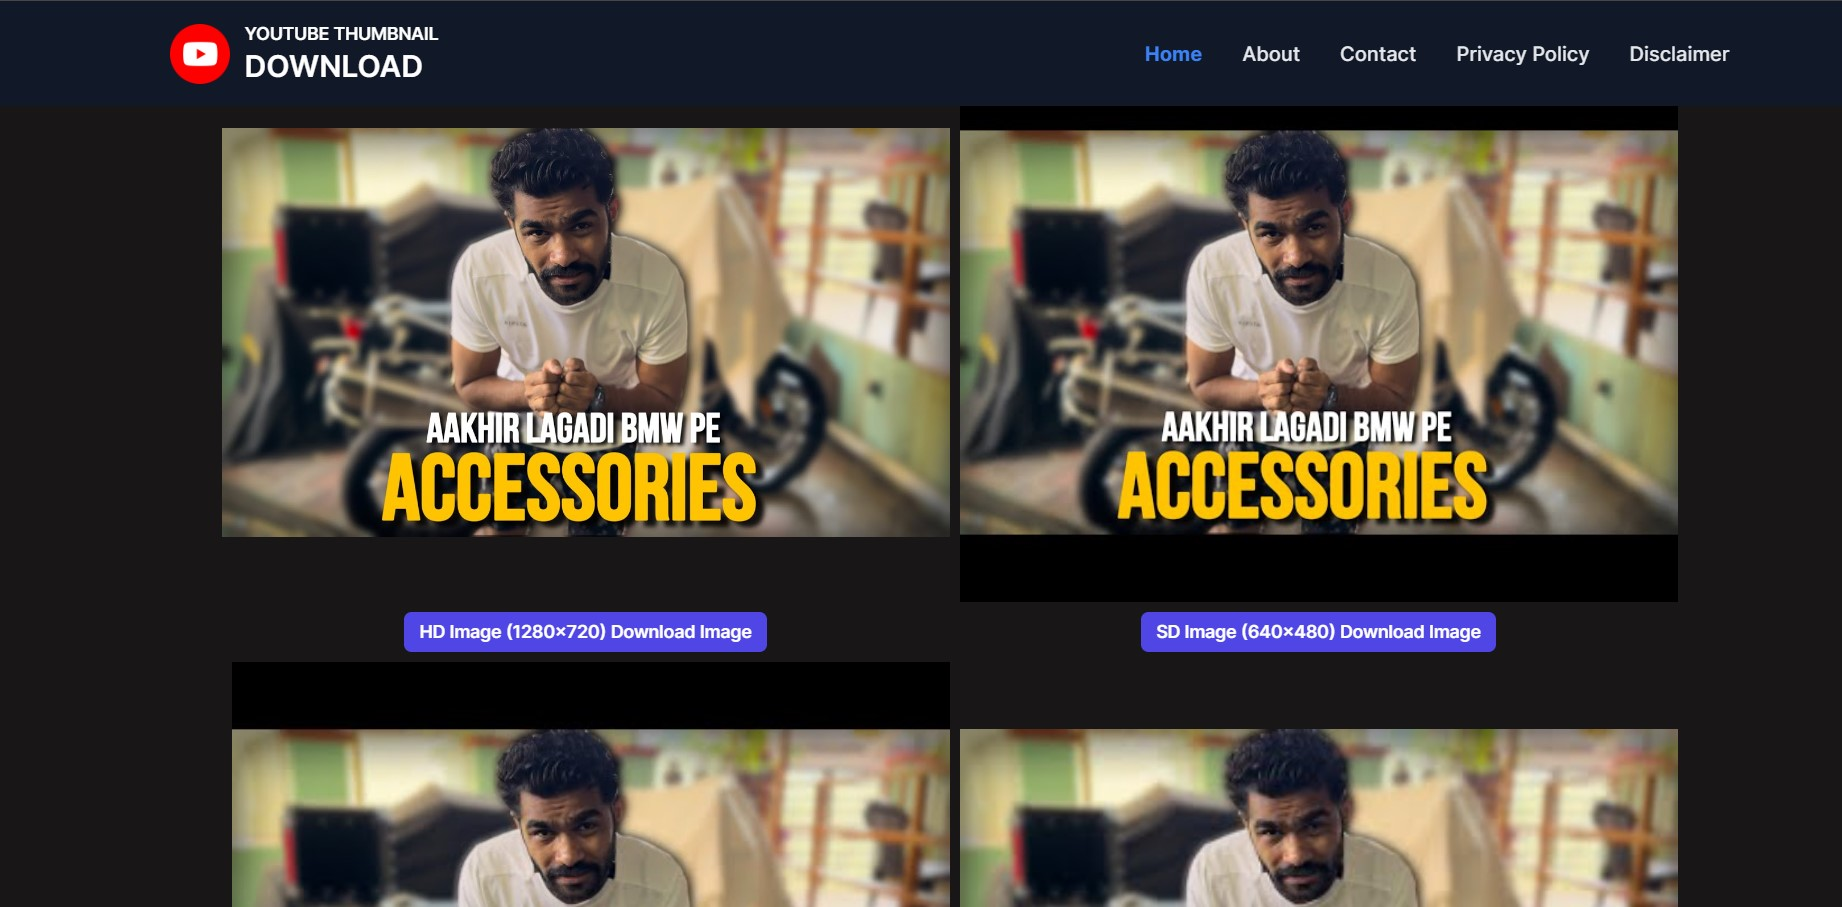 YOUTUBE THUMBNAIL
DOWNLOAD
Home About Contact Privacy Policy Disclaimer
AAKHIR LAGADI BMW PE
ACCESSORIES
AAKHIR LAGADI BMW PE
ACCESSORIES
HD Image (1280×720) Download Image
SD Image (640×480) Download Image